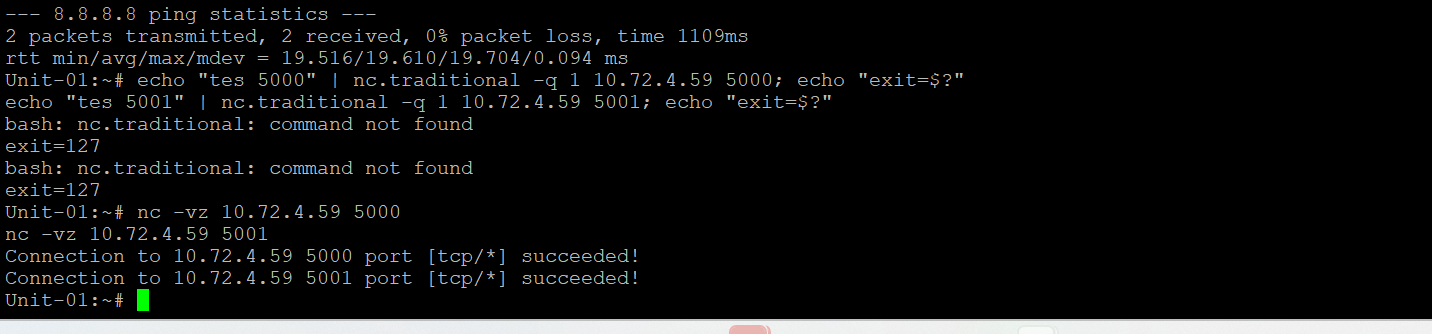 --- 8.8.8.8 ping statistics ---
2 packets transmitted, 2 received, 0% packet loss, time 1109ms
rtt min/avg/max/mdev = 19.516/19.610/19.704/0.094 ms
Unit-01:~# echo "tes 5000" | nc.traditional -q 1 10.72.4.59 5000; echo "exit=$?"
echo "tes 5001" | nc.traditional -q 1 10.72.4.59 5001; echo "exit=$?"
bash: nc.traditional: command not found
exit=127
bash: nc.traditional: command not found
exit=127
Unit-01:~# nc -vz 10.72.4.59 5000
nc -vz 10.72.4.59 5001
Connection to 10.72.4.59 5000 port [tcp/*] succeeded!
Connection to 10.72.4.59 5001 port [tcp/*] succeeded!
Unit-01:~#